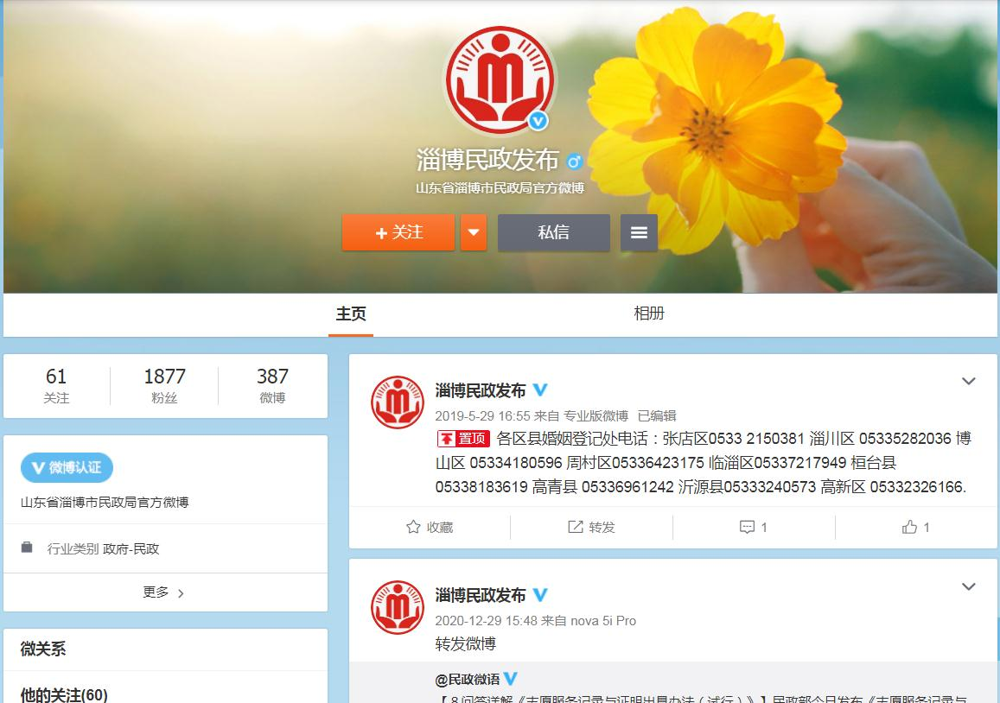 淄博民政发布
山东省淄博市民政局官方微博
+ 关注
私信
主页
相册
61
关注
1877
粉丝
387
微博
V 微博认证
山东省淄博市民政局官方微博
行业类别 政府-民政
更多 >
微关系
他的关注(60)
淄博民政发布
2019-5-29 16:55 来自 专业版微博 已编辑
置顶 各区县婚姻登记处电话：张店区0533 2150381 淄川区 05335282036 博
山区 05334180596 周村区05336423175 临淄区05337217949 桓台县
05338183619 高青县 05336961242 沂源县05333240573 高新区 05332326166.
收藏
转发
1
1
淄博民政发布
2020-12-29 15:48 来自 nova 5i Pro
转发微博
@民政微语
【８问答详解《志愿服务记录与证明出具办法（试行）》】民政部今日发布《志愿服务记录与